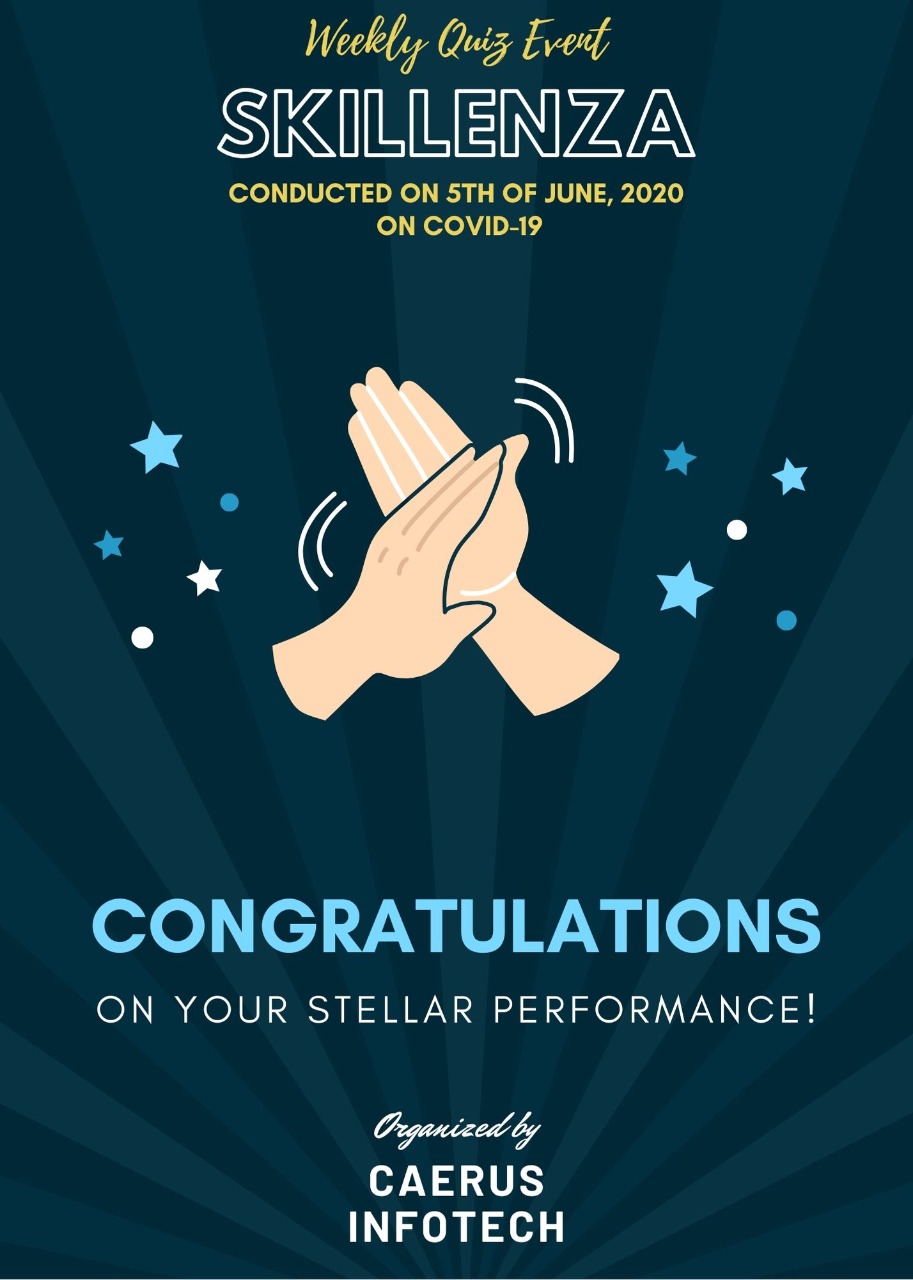 Weekly Quiz Event
SKILLENZA
CONDUCTED ON 5TH OF JUNE, 2020
ON COVID-19
CONGRATULATIONS
ON YOUR STELLAR PERFORMANCE!
Organized by
CAERUS
INFOTECH